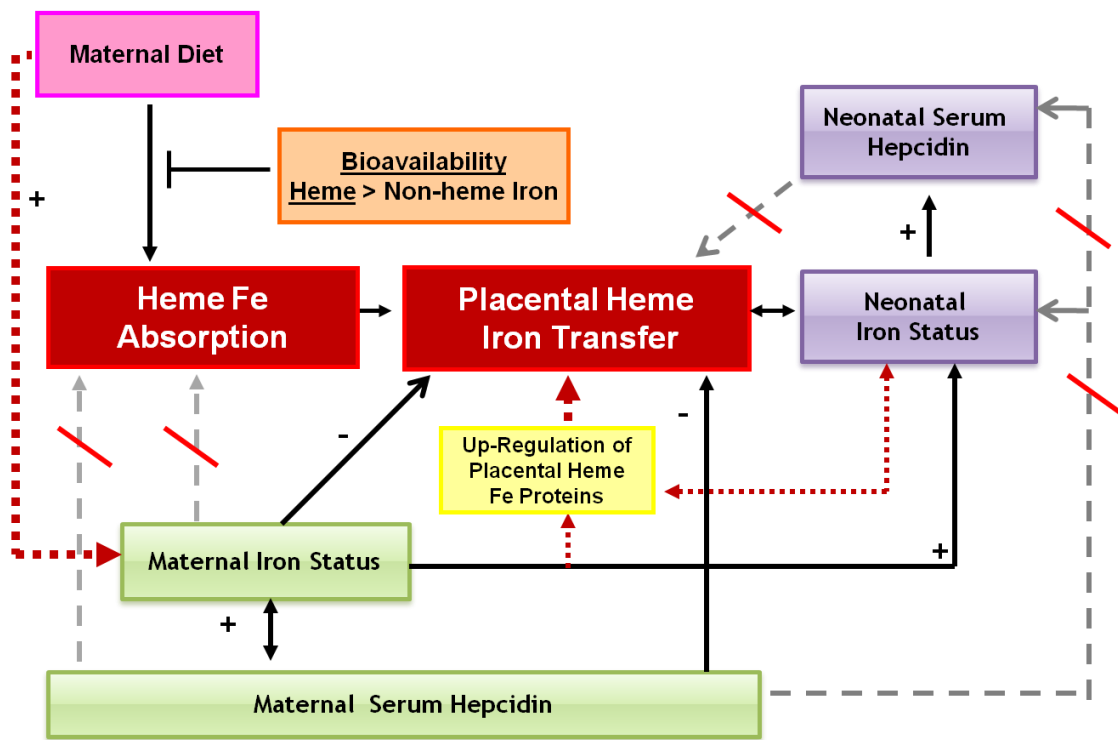 Maternal Diet
Bioavailability
Heme > Non-heme Iron
Neonatal Serum
Hepcidin
+
+
Heme Fe
Absorption
Placental Heme
Iron Transfer
Neonatal
Iron Status
-
-
Up-Regulation of
Placental Heme
Fe Proteins
Maternal Iron Status
+
+
Maternal Serum Hepcidin